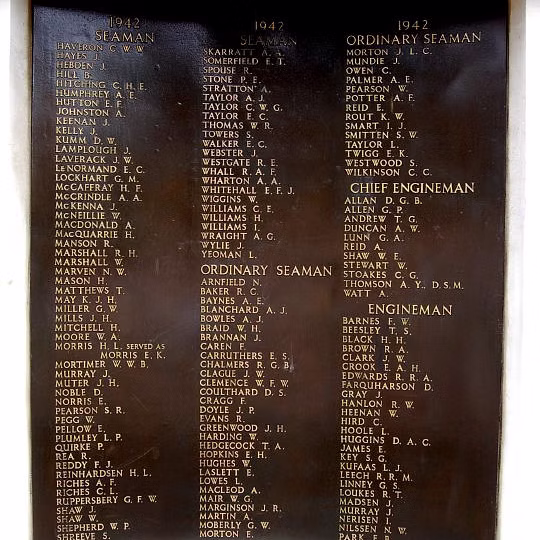 1942
SEAMAN
HAVERON C. W. W.
HAYES J.
HEBDEN J.
HILL B.
HITCHING C. H. E.
HUMPHREY A. E.
HUTTON E. F.
JOHNSTON A.
KEENAN J.
KELLY J.
KUMM D. W.
LAMPLOUGH J.
LAVERACK J. W.
LENORMAND E. C.
LOCKHART G. M.
McCAFFRAY H. F.
McCRINDLE A. A.
McKENNA J.
McNEILLIE W.
MACDONALD A.
MACQUARRIE H.
MANSON R.
MARSHALL R. H.
MARSHALL W.
MARVEN N. W.
MASON H.
MATTHEWS T.
MAY K. J. H.
MILLER G. W.
MILLS J. H.
MITCHELL H.
MOORE W. A.
MORRIS H. L. SERVED AS
MORRIS E. K.
MORTIMER W. W. B.
MURRAY J.
MUTER J. H.
NOBLE D.
NORRIS E.
PEARSON S. R.
PEGG W.
PELLOW E.
PLUMLEY L. P.
QUIRKE P.
REA R.
REDDY F. J.
REINHARDSEN H. L.
RICHES A. F.
RICHES C. L.
RUPPERSBERY G. F. W.
SHAW J.
SHAW W.
SHEPHERD W. P.
SHREEVE S.
1942
SEAMAN
SKARRATT A. A.
SOMERFIELD E. T.
SPOUSE R.
STONE P. E.
STRATTON A.
TAYLOR A. J.
TAYLOR C. W. G.
TAYLOR E. C.
THOMAS W. R.
TOWERS S.
WALKER E. C.
WEBSTER J.
WESTGATE R. E.
WHALL R. A. F.
WHARTON A. A.
WHITEHALL E. F. J.
WIGGINS W.
WILLIAMS C. E.
WILLIAMS H.
WILLIAMS I.
WRAIGHT A. G.
WYLIE J.
YEOMAN L.
ORDINARY SEAMAN
ARNFIELD N.
BAKER R. C.
BAYNES A. E.
BLANCHARD A. J.
BOWLES A. J.
BRAID W. H.
BRANNAN J.
CAREN F.
CARRUTHERS E. S.
CHALMERS R. G. B.
CLAGUE J. W.
CLEMENCE W. F. W.
COULTHARD D. S.
CRAGG F.
DOYLE J. P.
EVANS R.
GREENWOOD J. H.
HARDING W.
HEDGECOCK T. A.
HOPKINS E. H.
HUGHES W.
LASLETT E.
LOWES L.
MACLEOD A.
MAIR W. G.
MARGINSON J. R.
MARTIN A.
MOBERLY G. W.
MORTON E.
1942
ORDINARY SEAMAN
MORTON J. L. C.
MUNDIE J.
OWEN C.
PALMER A. E.
PEARSON W.
POTTER A. F.
REID E.
ROUT K. W.
SMART I. J.
SMITTEN S. W.
TAYLOR L.
TWIGG E. K.
WESTWOOD S.
WILKINSON C. C.
CHIEF ENGINEMAN
ALLAN D. G. B.
ALLEN G. P.
ANDREW T. G.
DUNCAN A. W.
LUNN G. A.
REID A.
SHAW W. E.
STEWART W.
STOAKES C. G.
THOMSON A. Y., D.S.M.
WATT A.
ENGINEMAN
BARNES F. W.
BEESLEY T. S.
BLACK H. H.
BROWN R. A.
CLARK J. W.
CROOK E. A. H.
EDWARDS R. R. A.
FARQUHARSON D.
GRAY J.
HANLON R. W.
HEENAN W.
HIRD C.
HOOLE L.
HUGGINS D. A. C.
JAMES E.
KEY S. G.
KUFAAS L. J.
LEECH R. R. M.
LINNEY G. S.
LOUKES R. T.
MADSEN J.
MURRAY J.
NERISEN I.
NILSSEN N. W.
PARK E. R.